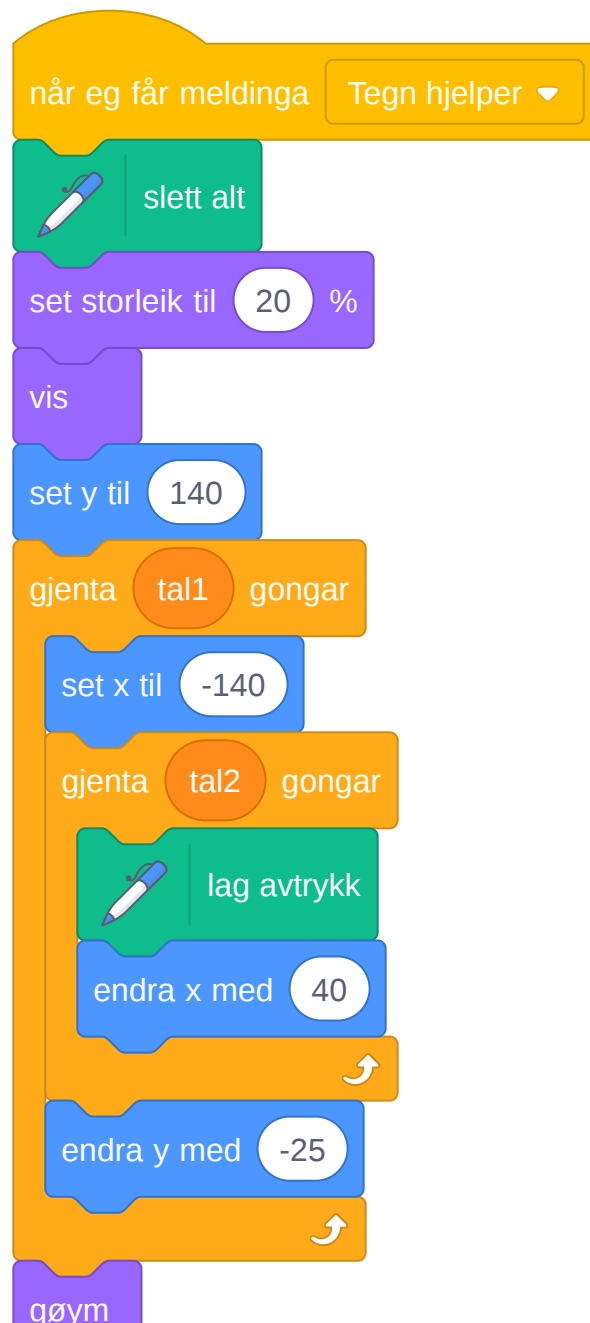 når eg får meldinga Tegn hjelper
slett alt
set storleik til 20 %
vis
set y til 140
gjenta tal1 gongar
set x til -140
gjenta tal2 gongar
lag avtrykk
endra x med 40
endra y med -25
gøym